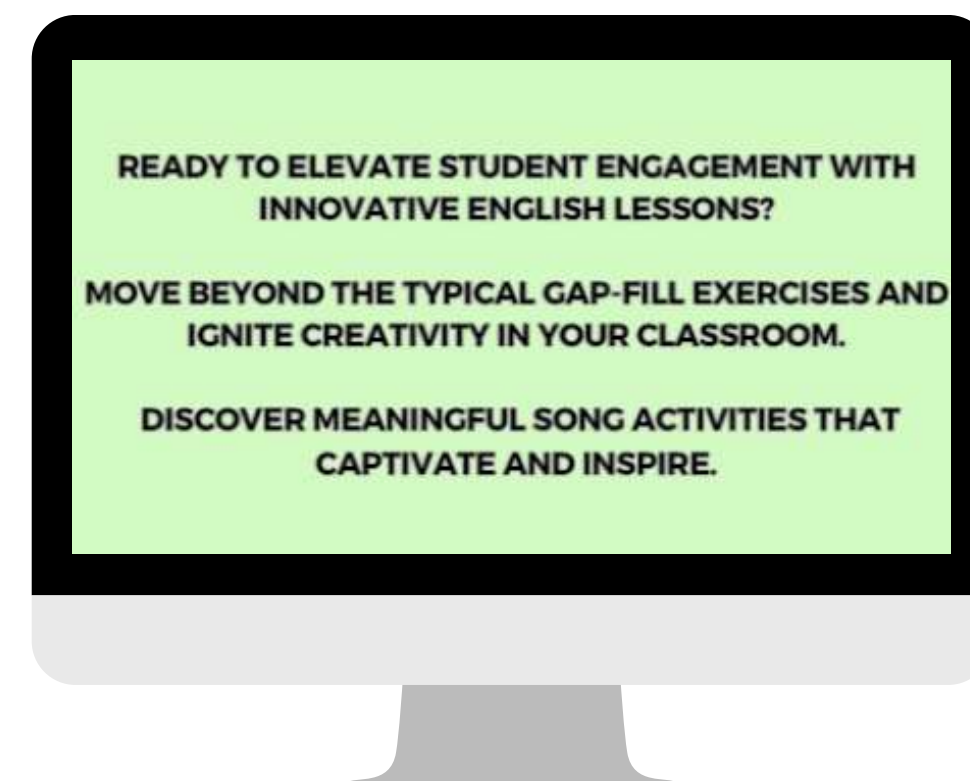 READY TO ELEVATE STUDENT ENGAGEMENT WITH
INNOVATIVE ENGLISH LESSONS?
MOVE BEYOND THE TYPICAL GAP-FILL EXERCISES AND
IGNITE CREATIVITY IN YOUR CLASSROOM.
DISCOVER MEANINGFUL SONG ACTIVITIES THAT
CAPTIVATE AND INSPIRE.